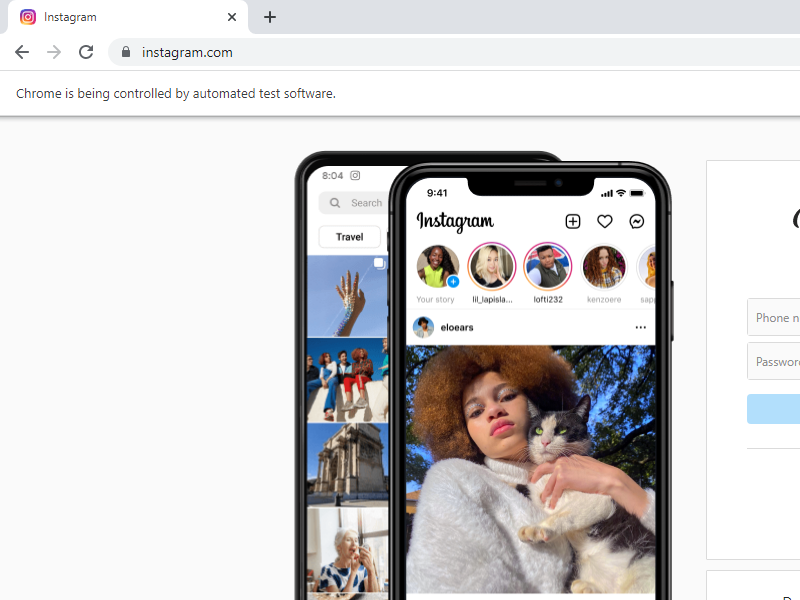 Instagram
instagram.com
Chrome is being controlled by automated test software.
8:04
Search
Travel
9:41
Instagram
Your story
lil_lapisla...
lofti232
kenzoere
sapp
eloears
Phone n
Password